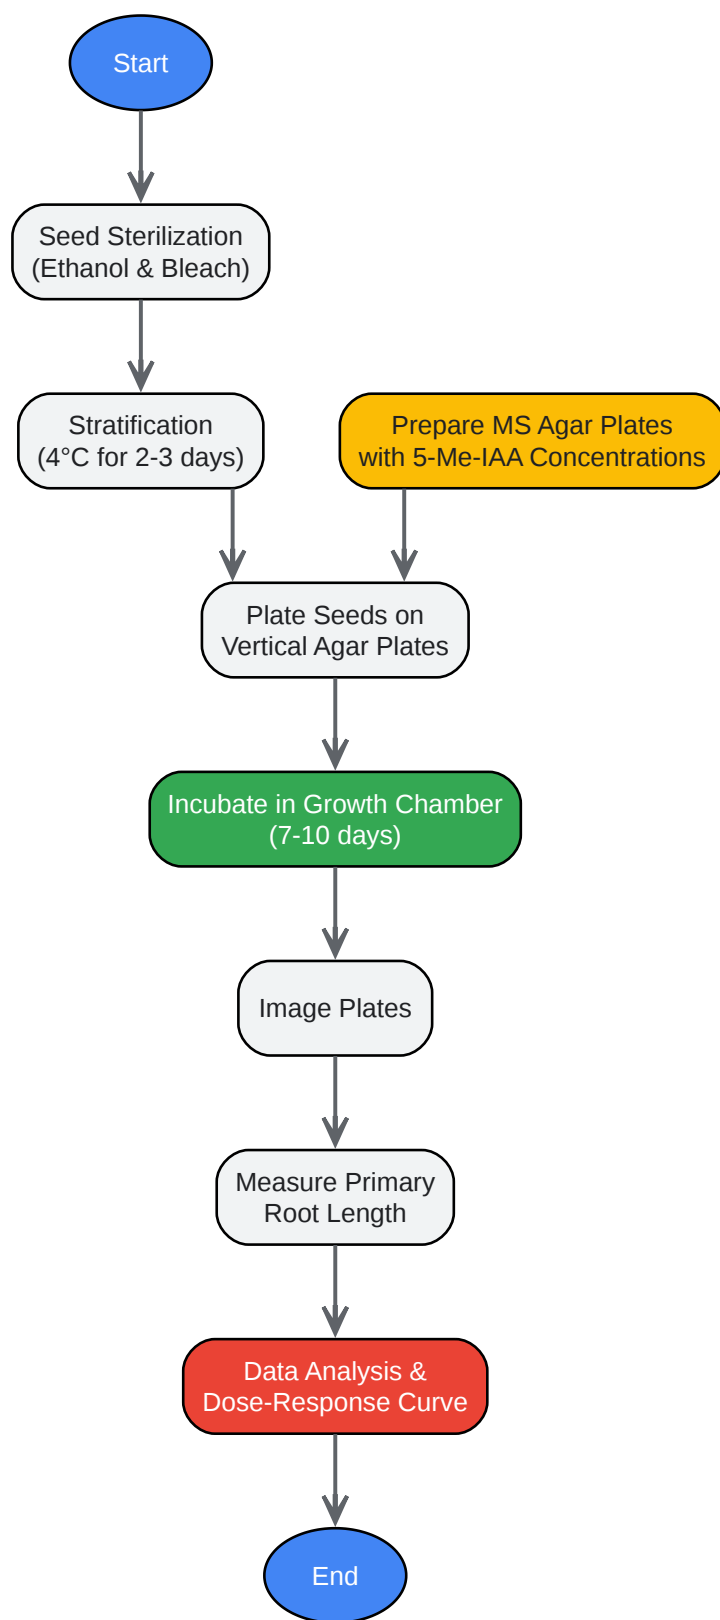 Start
Seed Sterilization
(Ethanol & Bleach)
Stratification
(4°C for 2-3 days)
Prepare MS Agar Plates
with 5-Me-IAA Concentrations
Plate Seeds on
Vertical Agar Plates
Incubate in Growth Chamber
(7-10 days)
Image Plates
Measure Primary
Root Length
Data Analysis &
Dose-Response Curve
End